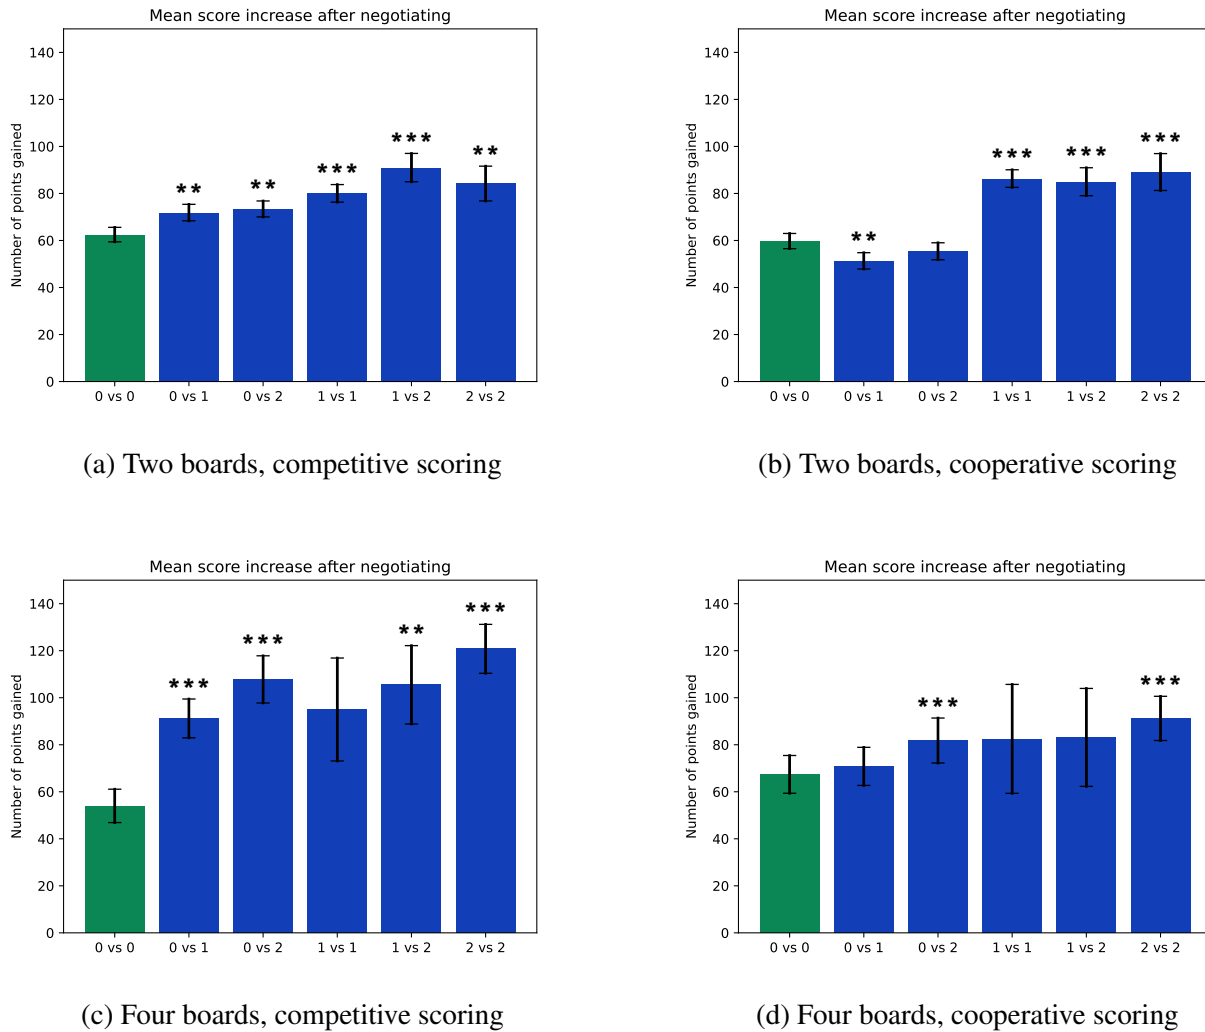 Mean score increase after negotiating
Number of points gained
140
120
100
80
60
40
20
0
** ** *** *** **
0 vs 0 0 vs 1 0 vs 2 1 vs 1 1 vs 2 2 vs 2
(a) Two boards, competitive scoring
Mean score increase after negotiating
Number of points gained
140
120
100
80
60
40
20
0
** *** *** ***
0 vs 0 0 vs 1 0 vs 2 1 vs 1 1 vs 2 2 vs 2
(b) Two boards, cooperative scoring
Mean score increase after negotiating
Number of points gained
140
120
100
80
60
40
20
0
*** *** ** ***
0 vs 0 0 vs 1 0 vs 2 1 vs 1 1 vs 2 2 vs 2
(c) Four boards, competitive scoring
Mean score increase after negotiating
Number of points gained
140
120
100
80
60
40
20
0
*** ***
0 vs 0 0 vs 1 0 vs 2 1 vs 1 1 vs 2 2 vs 2
(d) Four boards, cooperative scoring